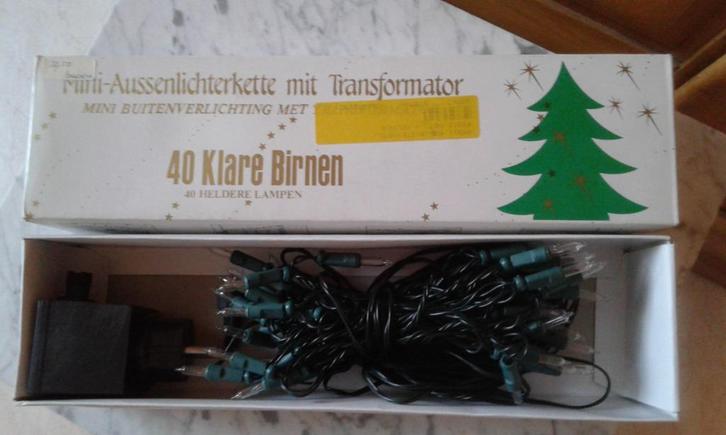 Mini-Aussenlichterkette mit Transformator
MINI BUITENVERLICHTING MET
40 Klare Birnen
40 HELDERE LAMPEN